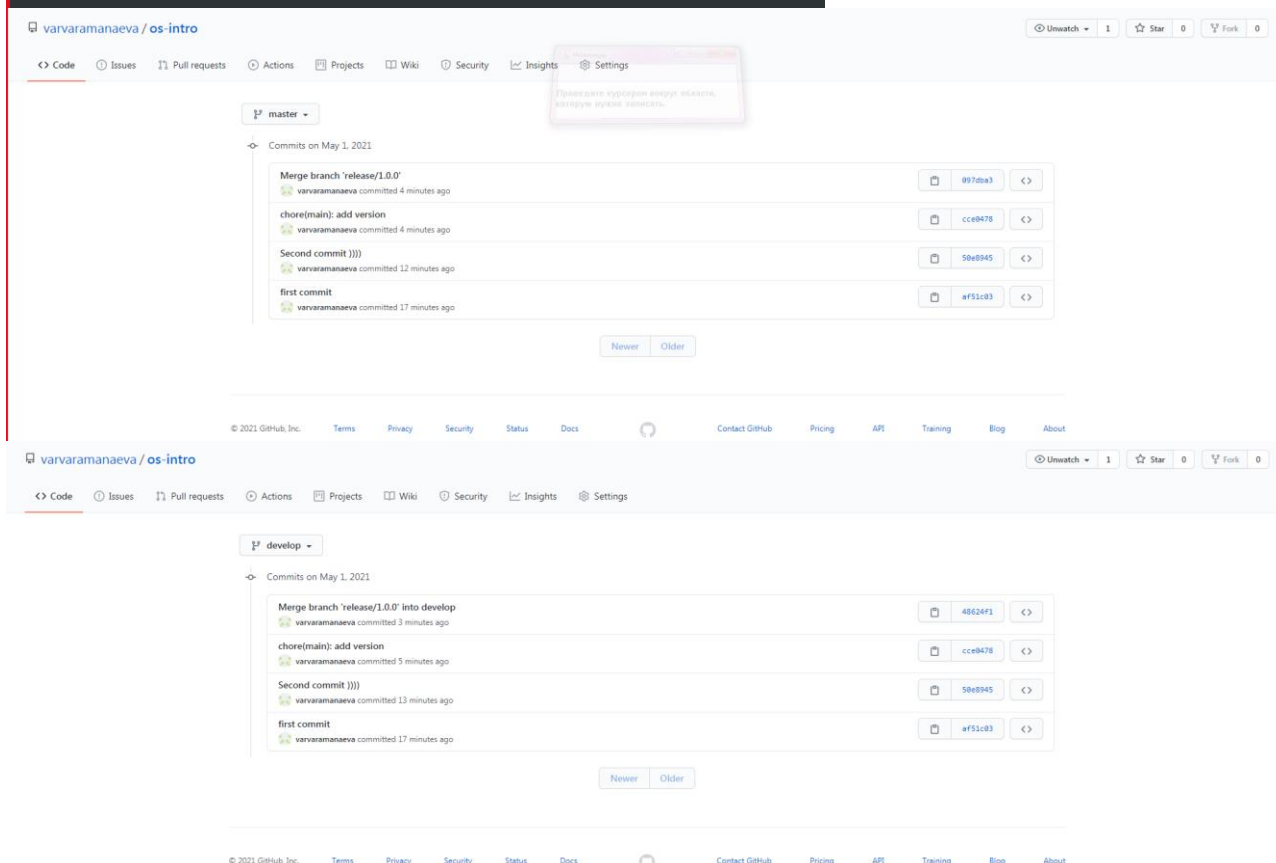 varvaramanaeva / os-intro
Unwatch 1 Star 0 Fork 0
Code Issues Pull requests Actions Projects Wiki Security Insights Settings
Проведите курсором вокруг области,
которую нужно записать.
master
Commits on May 1, 2021
Merge branch 'release/1.0.0'
097dba3
varvaramanaeva committed 4 minutes ago
chore(main): add version
cce0478
varvaramanaeva committed 4 minutes ago
Second commit ))))
50e8945
varvaramanaeva committed 12 minutes ago
first commit
af51c03
varvaramanaeva committed 17 minutes ago
Newer Older
© 2021 GitHub, Inc. Terms Privacy Security Status Docs Contact GitHub Pricing API Training Blog About
varvaramanaeva / os-intro
Unwatch 1 Star 0 Fork 0
Code Issues Pull requests Actions Projects Wiki Security Insights Settings
develop
Commits on May 1, 2021
Merge branch 'release/1.0.0' into develop
48624f1
varvaramanaeva committed 3 minutes ago
chore(main): add version
cce0478
varvaramanaeva committed 5 minutes ago
Second commit ))))
50e8945
varvaramanaeva committed 13 minutes ago
first commit
af51c03
varvaramanaeva committed 17 minutes ago
Newer Older
© 2021 GitHub, Inc. Terms Privacy Security Status Docs Contact GitHub Pricing API Training Blog About